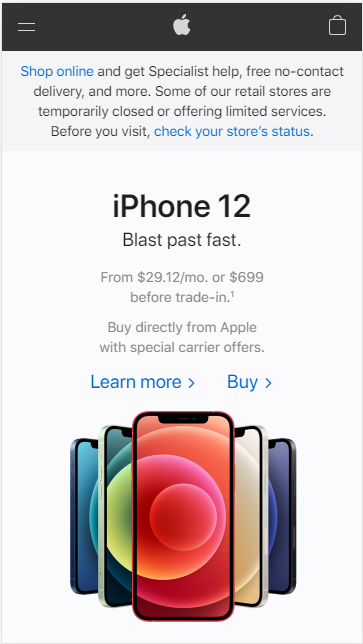 Shop online and get Specialist help, free no-contact
delivery, and more. Some of our retail stores are
temporarily closed or offering limited services.
Before you visit, check your store’s status.
iPhone 12
Blast past fast.
From $29.12/mo. or $699
before trade-in.¹
Buy directly from Apple
with special carrier offers.
Learn more > Buy >